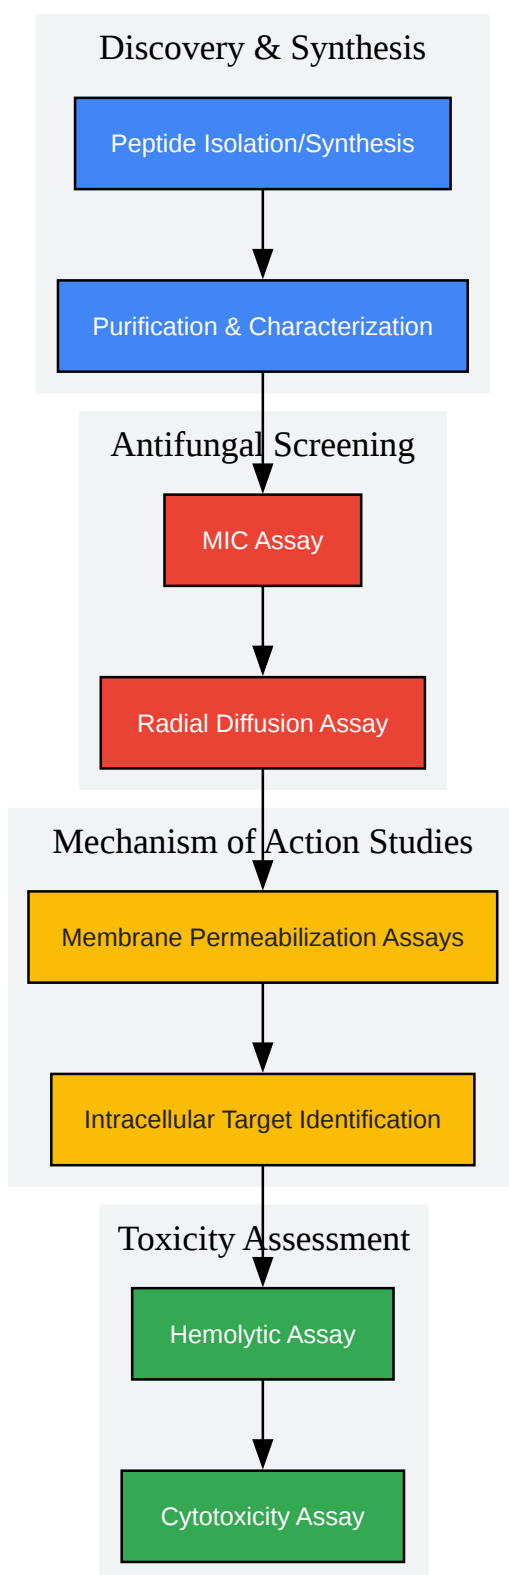 Discovery & Synthesis
Peptide Isolation/Synthesis
Purification & Characterization
Antifungal Screening
MIC Assay
Radial Diffusion Assay
Mechanism of Action Studies
Membrane Permeabilization Assays
Intracellular Target Identification
Toxicity Assessment
Hemolytic Assay
Cytotoxicity Assay